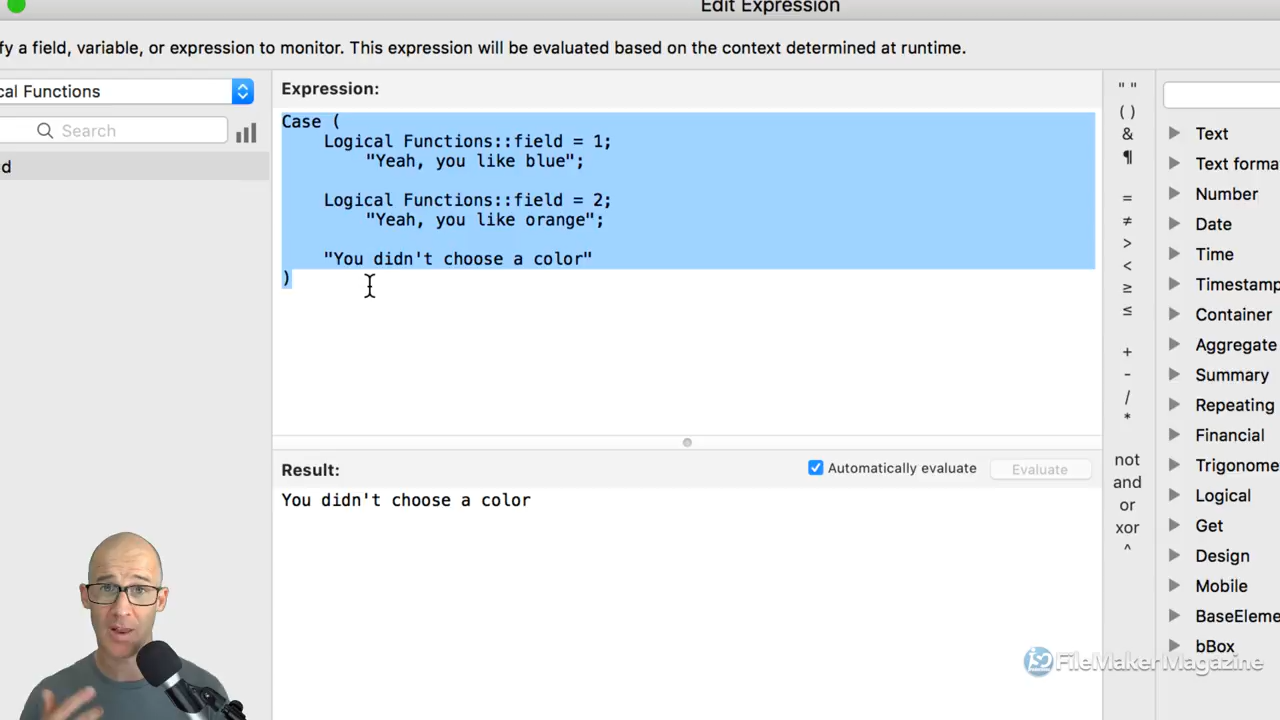 Edit Expression
fy a field, variable, or expression to monitor. This expression will be evaluated based on the context determined at runtime.
cal Functions
Search
d
Expression:
Case (
Logical Functions::field = 1;
"Yeah, you like blue";
Logical Functions::field = 2;
"Yeah, you like orange";
"You didn't choose a color"
)
Result:
Automatically evaluate
Evaluate
You didn't choose a color
" "
( )
&
¶
=
≠
>
<
≥
≤
+
-
/
*
not
and
or
xor
^
Text
Text forma
Number
Date
Time
Timestamp
Container
Aggregate
Summary
Repeating
Financial
Trigonome
Logical
Get
Design
Mobile
BaseEleme
bBox
FileMaker Magazine